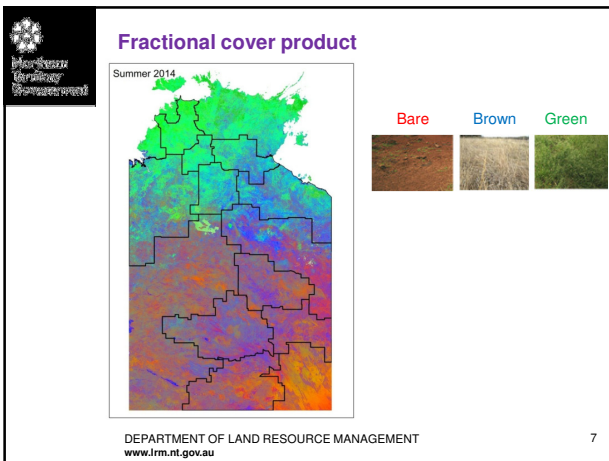 Northern
Territory
Government
Fractional cover product
Summer 2014
Bare Brown Green
DEPARTMENT OF LAND RESOURCE MANAGEMENT
www.lrm.nt.gov.au
7